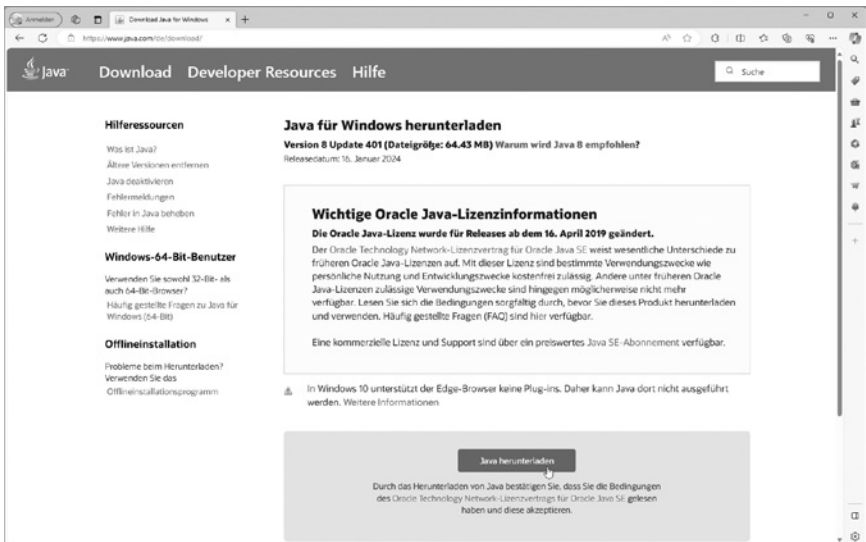 Anmelden
Download Java for Windows
https://www.java.com/de/download/
Java
Download Developer Resources Hilfe
Suche
Hilferessourcen
Was ist Java?
Ältere Versionen entfernen
Java deaktivieren
Fehlermeldungen
Fehler in Java beheben
Weitere Hilfe
Windows-64-Bit-Benutzer
Verwenden Sie sowohl 32-Bit- als
auch 64-Bit-Browser?
Häufig gestellte Fragen zu Java für
Windows (64-Bit)
Offlineinstallation
Probleme beim Herunterladen?
Verwenden Sie das
Offlineinstallationsprogramm
Java für Windows herunterladen
Version 8 Update 401 (Dateigröße: 64.43 MB) Warum wird Java 8 empfohlen?
Releasedatum: 16. Januar 2024
Wichtige Oracle Java-Lizenzinformationen
Die Oracle Java-Lizenz wurde für Releases ab dem 16. April 2019 geändert.
Der Oracle Technology Network-Lizenzvertrag für Oracle Java SE weist wesentliche Unterschiede zu
früheren Oracle Java-Lizenzen auf. Mit dieser Lizenz sind bestimmte Verwendungszwecke wie
persönliche Nutzung und Entwicklungszwecke kostenfrei zulässig. Andere unter früheren Oracle
Java-Lizenzen zulässige Verwendungszwecke sind hingegen möglicherweise nicht mehr
verfügbar. Lesen Sie sich die Bedingungen sorgfältig durch, bevor Sie dieses Produkt herunterladen
und verwenden. Häufig gestellte Fragen (FAQ) sind hier verfügbar.
Eine kommerzielle Lizenz und Support sind über ein preiswertes Java SE-Abonnement verfügbar.
In Windows 10 unterstützt der Edge-Browser keine Plug-ins. Daher kann Java dort nicht ausgeführt
werden. Weitere Informationen
Java herunterladen
Durch das Herunterladen von Java bestätigen Sie, dass Sie die Bedingungen
des Oracle Technology Network-Lizenzvertrags für Oracle Java SE gelesen
haben und diese akzeptieren.